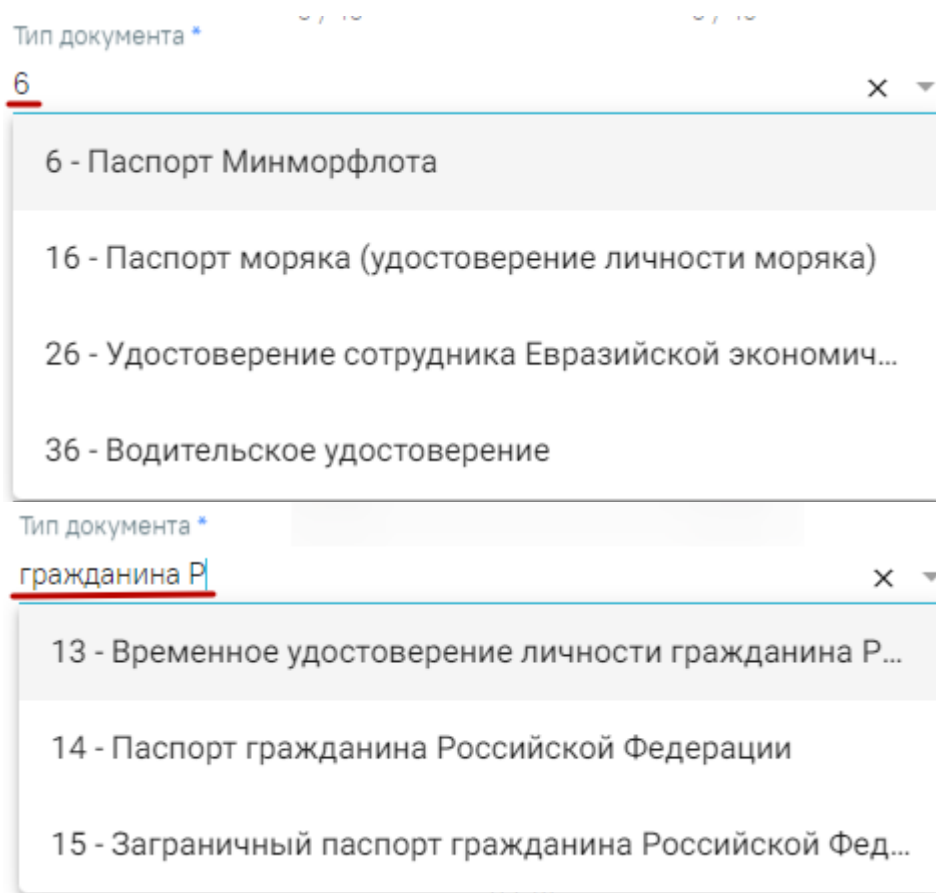 Тип документа *
6
6 - Паспорт Минморфлота
16 - Паспорт моряка (удостоверение личности моряка)
26 - Удостоверение сотрудника Евразийской экономич...
36 - Водительское удостоверение
Тип документа *
гражданина Р
13 - Временное удостоверение личности гражданина Р...
14 - Паспорт гражданина Российской Федерации
15 - Заграничный паспорт гражданина Российской Фед...